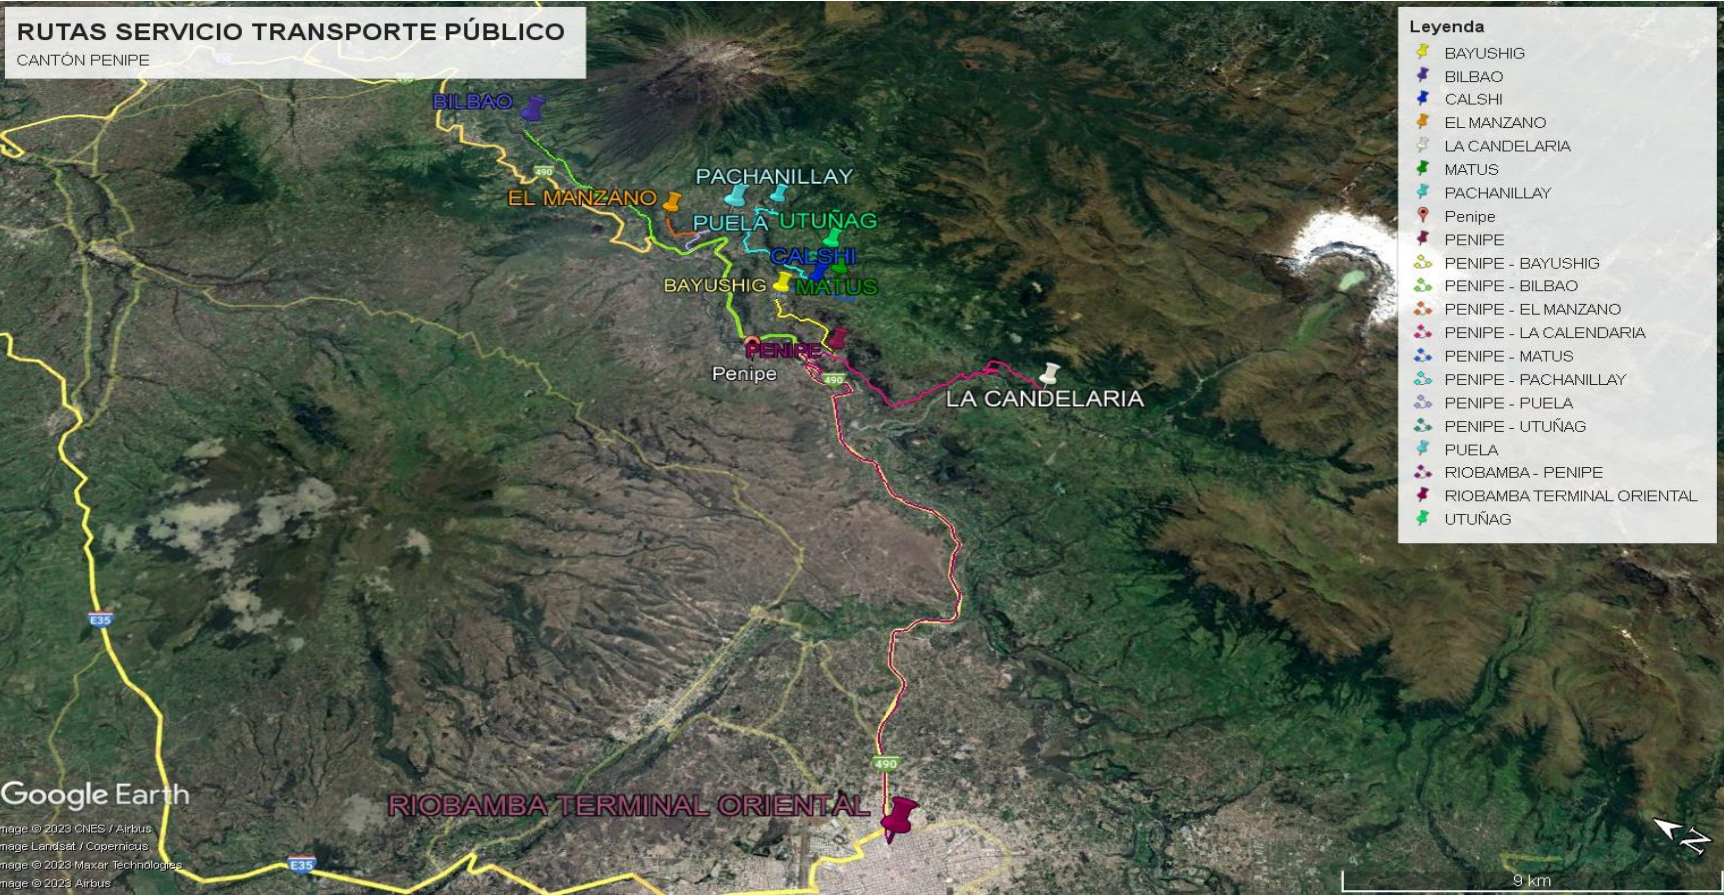 RUTAS SERVICIO TRANSPORTE PÚBLICO
CANTÓN PENIPE
Leyenda
BAYUSHIG
BILBAO
CALSHI
EL MANZANO
LA CANDELARIA
MATUS
PACHANILLAY
Penipe
PENIPE
PENIPE - BAYUSHIG
PENIPE - BILBAO
PENIPE - EL MANZANO
PENIPE - LA CALENDARIA
PENIPE - MATUS
PENIPE - PACHANILLAY
PENIPE - PUELA
PENIPE - UTUÑAG
PUELA
RIOBAMBA - PENIPE
RIOBAMBA TERMINAL ORIENTAL
UTUÑAG
BILBAO
490
PACHANILLAY
EL MANZANO
PUELA
UTUÑAG
CALSHI
BAYUSHIG
MATUS
PENIPE
Penipe
490
LA CANDELARIA
E35
490
RIOBAMBA TERMINAL ORIENTAL
Google Earth
mage © 2023 CNES / Airbus
mage Landsat / Copernicus
mage © 2023 Maxar Technologies
mage © 2023 Airbus
E35
N
9 km